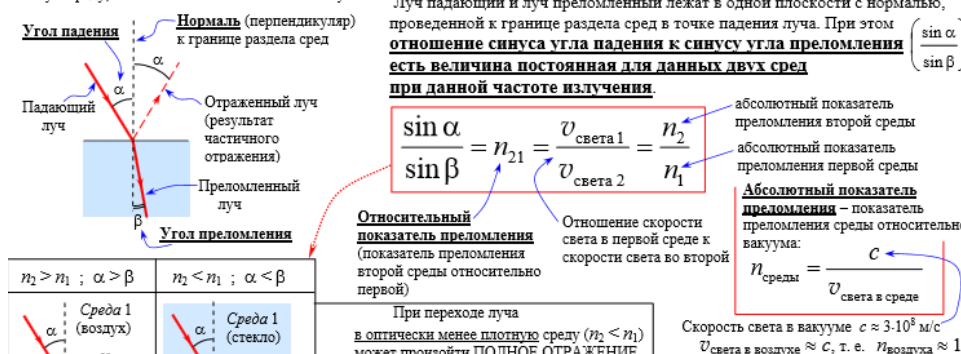 Луч падающий и луч преломленный лежат в одной плоскости с нормалью,
проведенной к границе раздела сред в точке падения луча. При этом
отношение синуса угла падения к синусу угла преломления (sin α / sin β)
есть величина постоянная для данных двух сред
при данной частоте излучения.
Нормаль (перпендикуляр)
к границе раздела сред
Угол падения
α
α
Падающий
луч
Отраженный луч
(результат
частичного
отражения)
Преломленный
луч
β
Угол преломления
sin α / sin β = n₂₁ = υ света 1 / υ света 2 = n₂ / n₁
абсолютный показатель
преломления второй среды
абсолютный показатель
преломления первой среды
Относительный
показатель преломления
(показатель преломления
второй среды относительно
первой)
Отношение скорости
света в первой среде к
скорости света во второй
Абсолютный показатель
преломления – показатель
преломления среды относительно
вакуума:
n среды = c / υ света в среде
Скорость света в вакууме c ≈ 3·10⁸ м/с
υ света в воздухе ≈ c, т. е. n воздуха ≈ 1
n₂ > n₁ ; α > β
n₂ < n₁ ; α < β
α
Среда 1
(воздух)
α
Среда 1
(стекло)
При переходе луча
в оптически менее плотную среду (n₂ < n₁)
может произойти ПОЛНОЕ ОТРАЖЕНИЕ